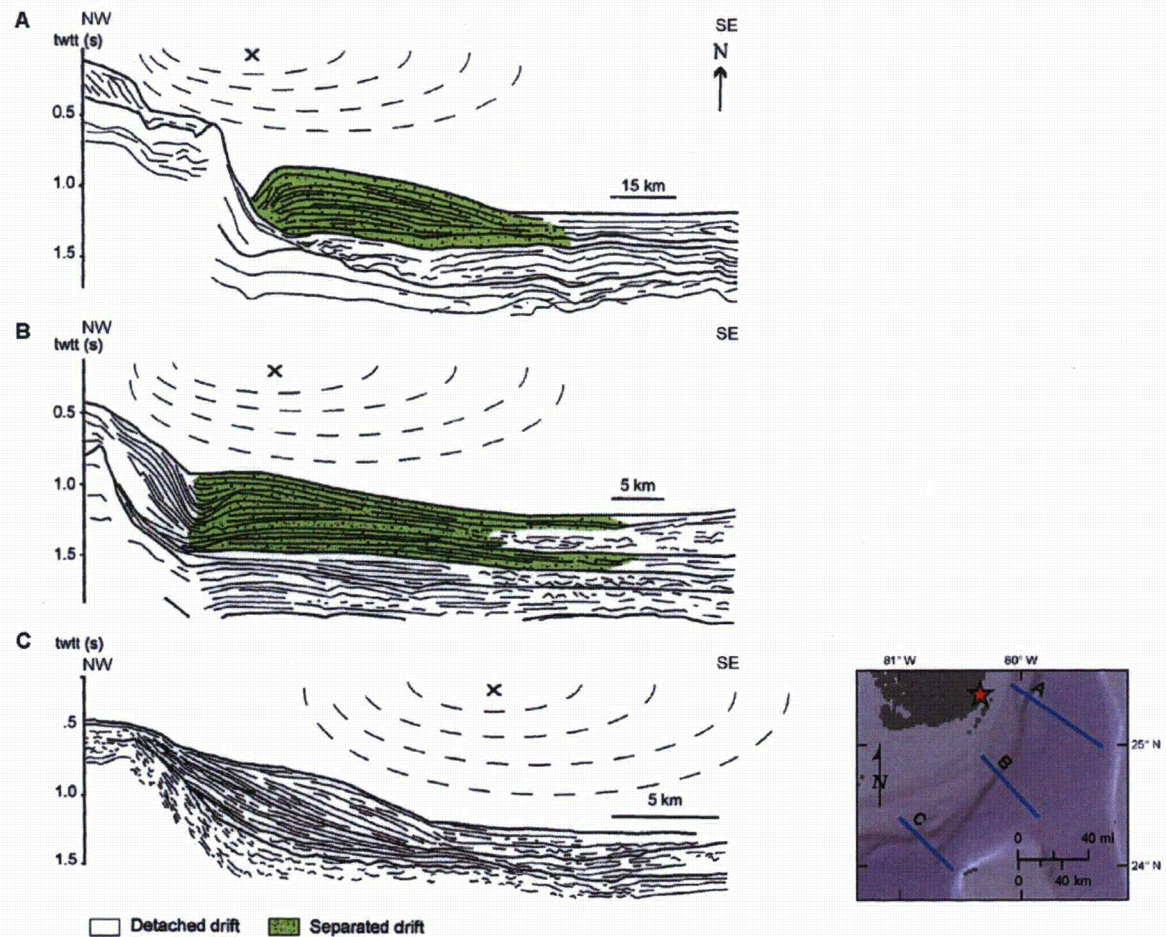 A
NW
SE
twtt (s)
N
0.5
1.0
15 km
1.5
B
NW
SE
twtt (s)
0.5
1.0
5 km
1.5
C
twtt (s)
NW
SE
.5
1.0
5 km
1.5
81° W
80° W
A
25° N
B
N
C
0
40 mi
24° N
0
40 km
Detached drift
Separated drift